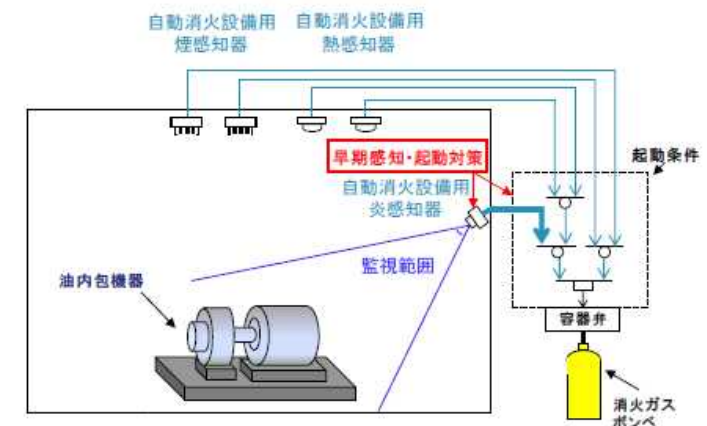 自動消火設備用
煙感知器
自動消火設備用
熱感知器
早期感知・起動対策
起動条件
自動消火設備用
炎感知器
監視範囲
油内包機器
容器弁
消火ガス
ボンベ